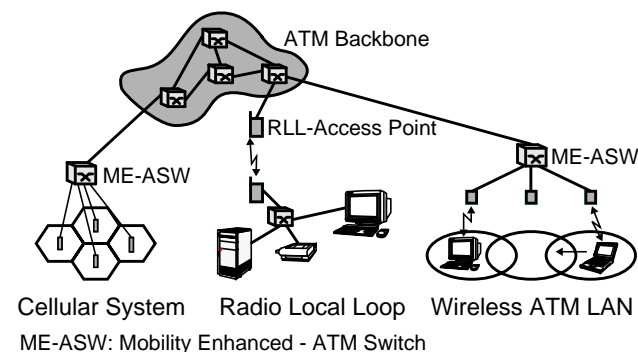 ATM Backbone
RLL-Access Point
ME-ASW
ME-ASW
Cellular System
Radio Local Loop
Wireless ATM LAN
ME-ASW: Mobility Enhanced - ATM Switch